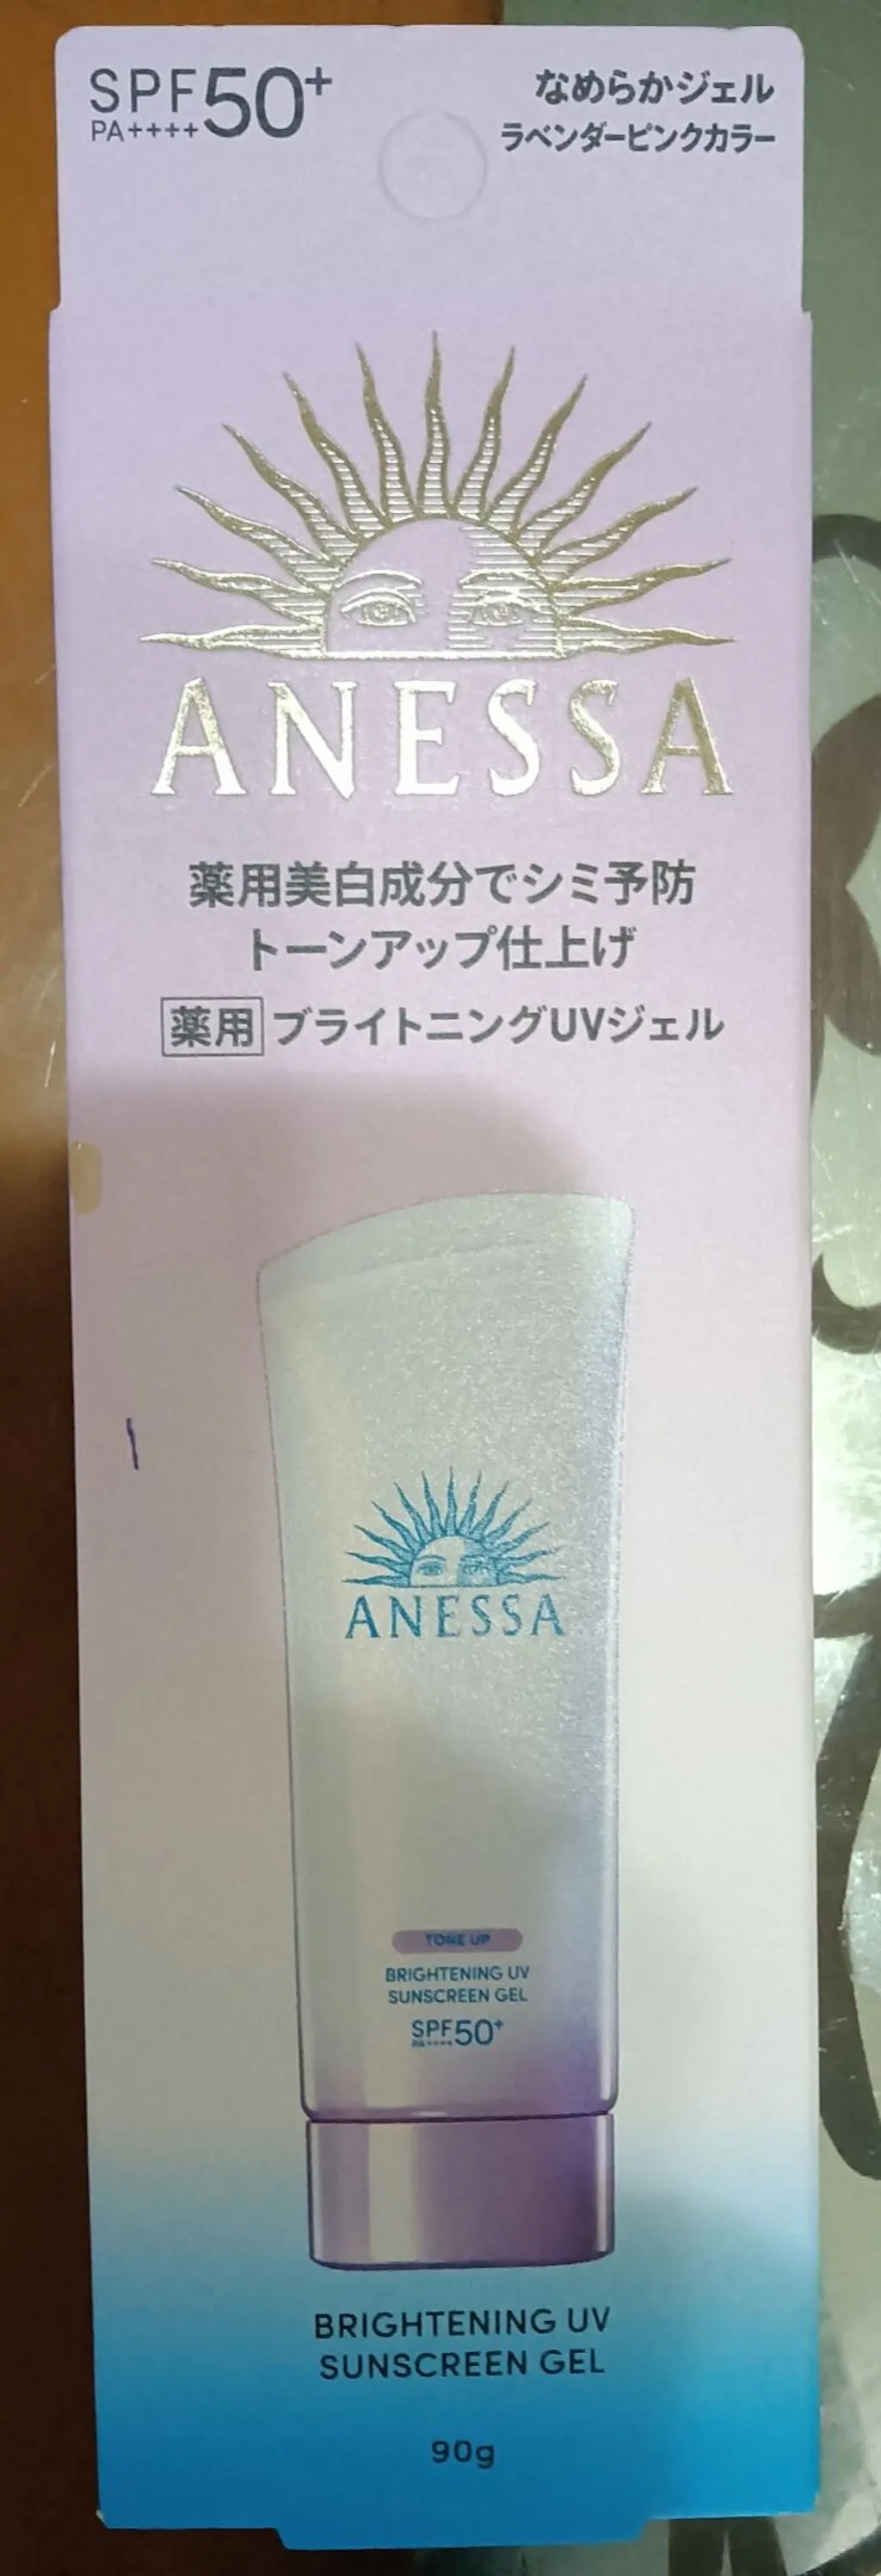 SPF50+
PA++++
なめらかジェル
ラベンダーピンクカラー
ANESSA
薬用美白成分でシミ予防
トーンアップ仕上げ
薬用 ブライトニングUVジェル
ANESSA
TONE UP
BRIGHTENING UV
SUNSCREEN GEL
SPF50+
PA++++
BRIGHTENING UV
SUNSCREEN GEL
90g